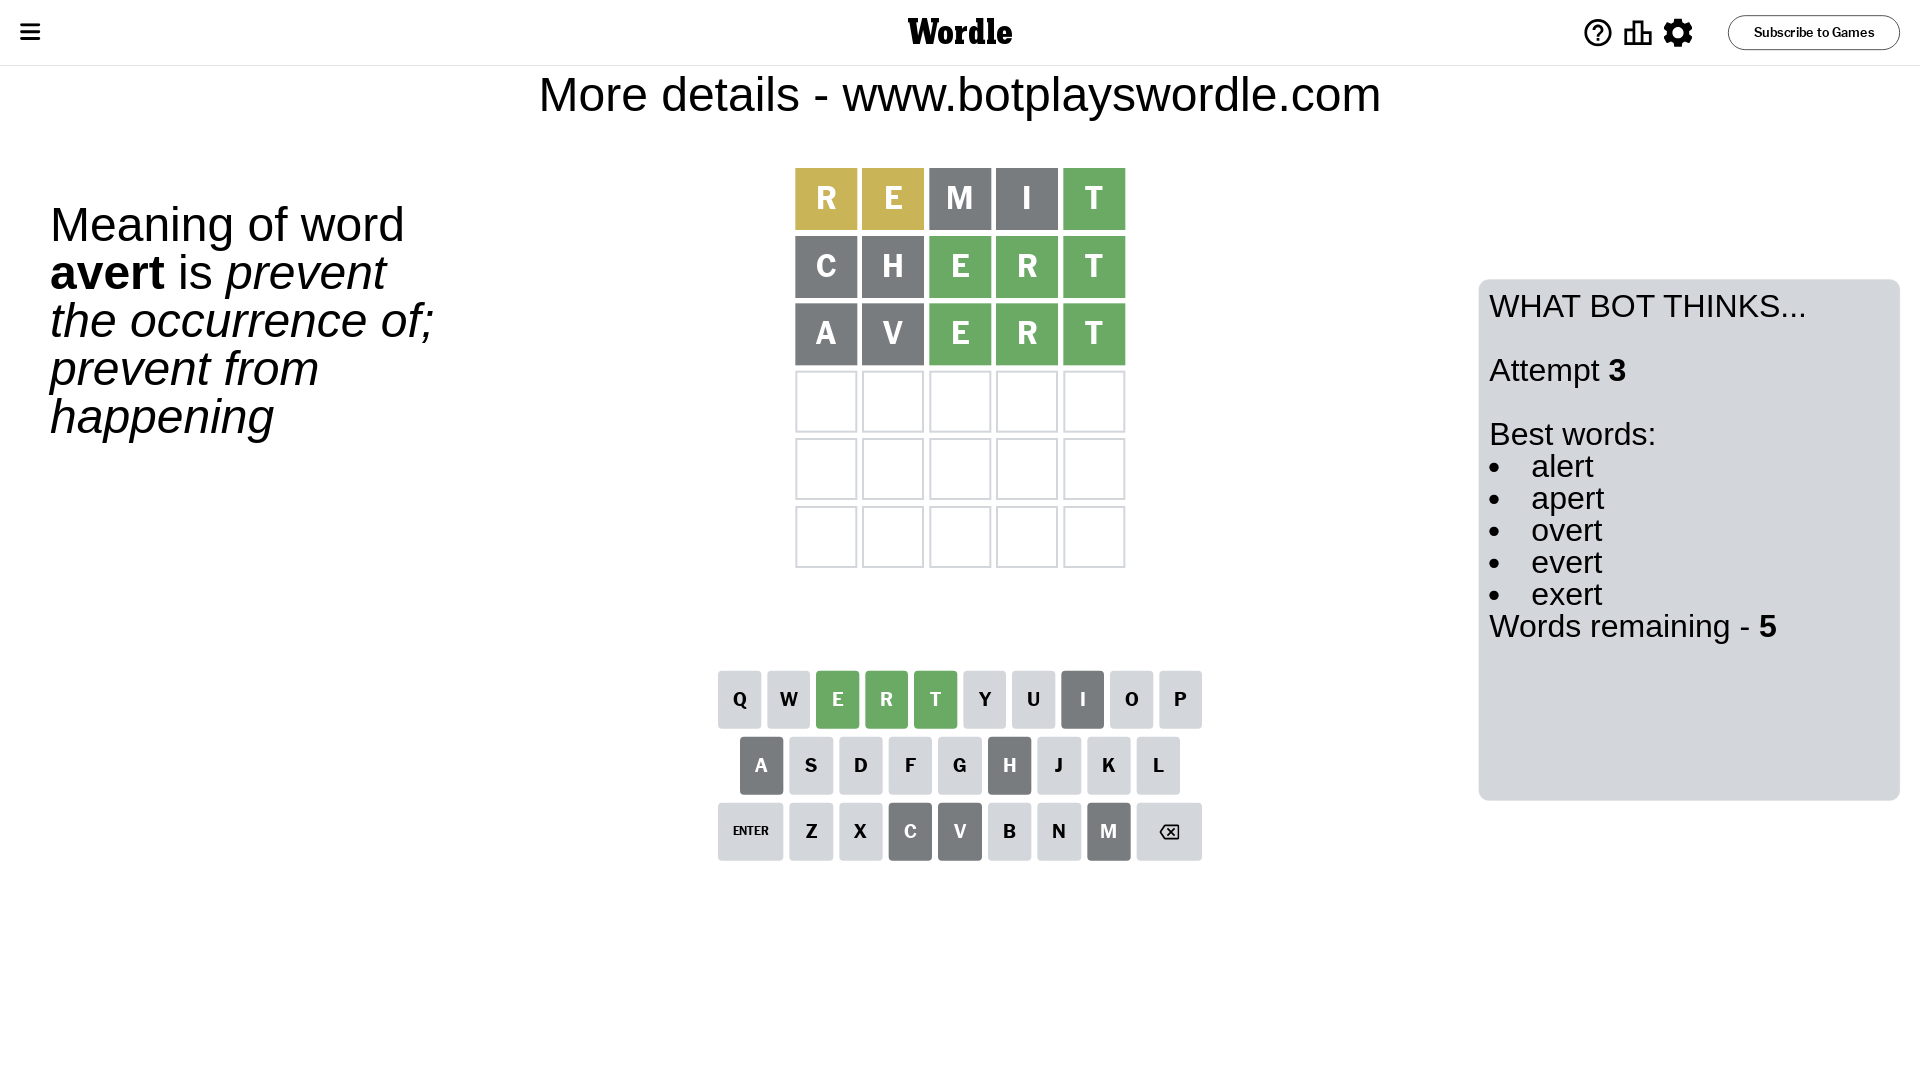 Wordle
Subscribe to Games
More details - www.botplayswordle.com
Meaning of word
avert is prevent
the occurrence of;
prevent from
happening
R E M I T
C H E R T
A V E R T
WHAT BOT THINKS...
Attempt 3
Best words:
• alert
• apert
• overt
• evert
• exert
Words remaining - 5
Q W E R T Y U I O P
A S D F G H J K L
ENTER Z X C V B N M